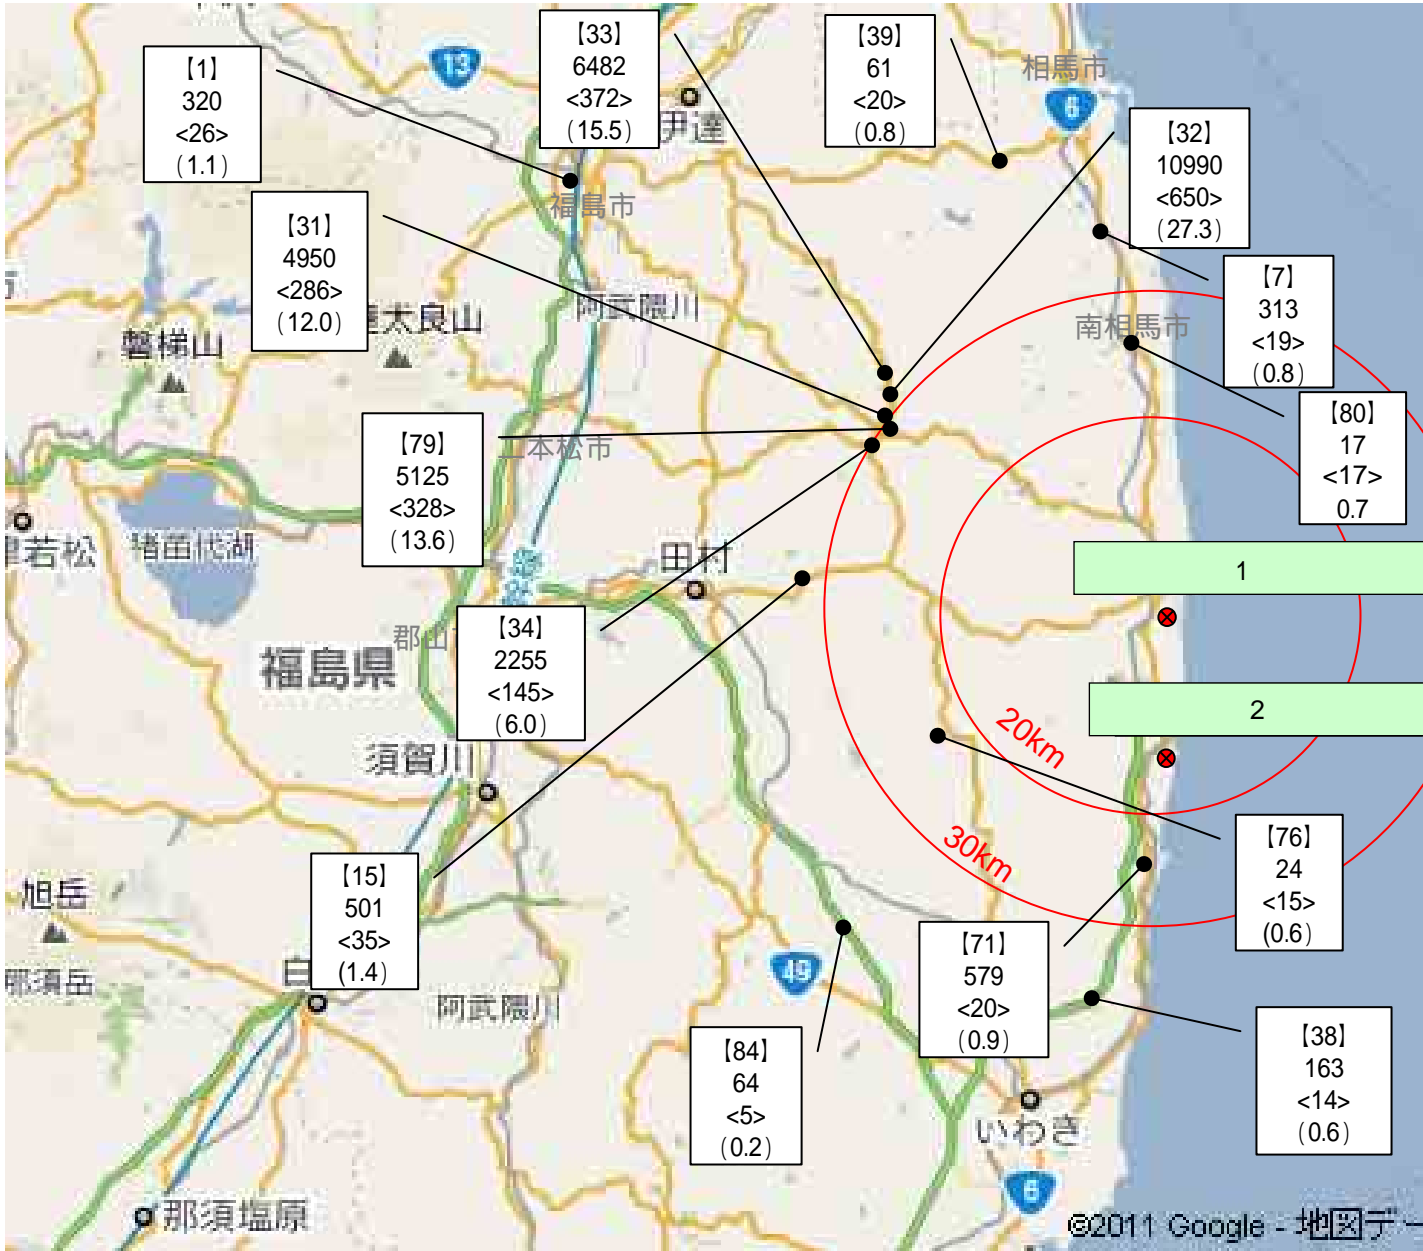 【1】
320
<26>
(1.1)
13
【33】
6482
<372>
(15.5)
伊達
【39】
61
<20>
(0.8)
相馬市
6
【32】
10990
<650>
(27.3)
福島市
【31】
4950
<286>
(12.0)
阿武隈川
【7】
313
<19>
(0.8)
南相馬市
磐梯山
大良山
【80】
17
<17>
0.7
【79】
5125
<328>
(13.6)
二本松市
若松
猪苗代湖
田村
1
【34】
2255
<145>
(6.0)
郡山
福島県
2
20km
須賀川
30km
【76】
24
<15>
(0.6)
【15】
501
<35>
(1.4)
旭岳
那須岳
白
阿武隈川
49
【71】
579
<20>
(0.9)
【84】
64
<5>
(0.2)
【38】
163
<14>
(0.6)
いわき
6
那須塩原
©2011 Google - 地図デー